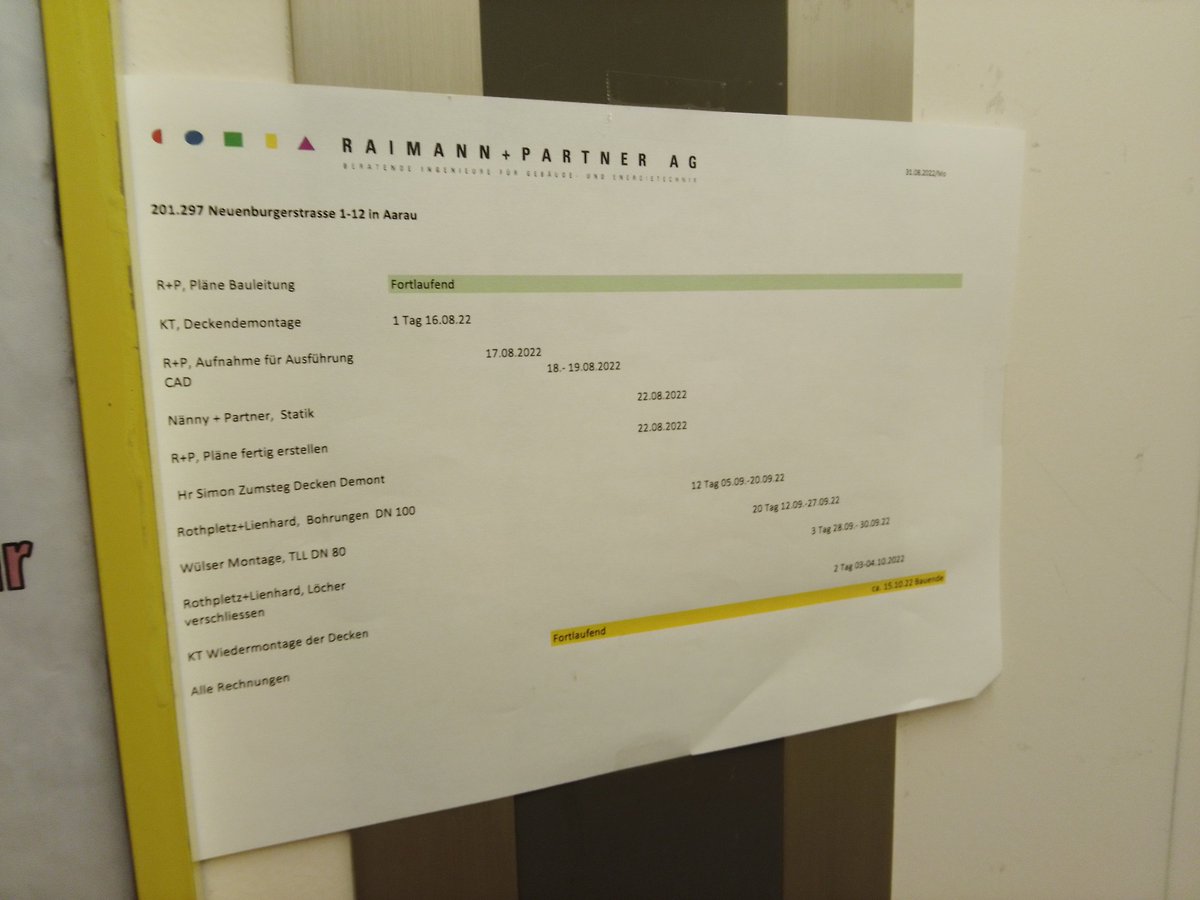 RAIMANN + PARTNER AG
BERATENDE INGENIEURE FÜR GEBÄUDE- UND ENERGIETECHNIK
31.08.2022/Mo
201.297 Neuenburgerstrasse 1-12 in Aarau
R+P, Pläne Bauleitung Fortlaufend
KT, Deckendemontage 1 Tag 16.08.22
R+P, Aufnahme für Ausführung 17.08.2022
CAD 18.- 19.08.2022
Nänny + Partner, Statik 22.08.2022
R+P, Pläne fertig erstellen 22.08.2022
Hr Simon Zumsteg Decken Demont 12 Tag 05.09.-20.09.22
Rothpletz+Lienhard, Bohrungen DN 100 20 Tag 12.09.-27.09.22
Wülser Montage, TLL DN 80 3 Tag 28.09.- 30.09.22
Rothpletz+Lienhard, Löcher 2 Tag 03-04.10.2022
verschliessen
KT Wiedermontage der Decken Fortlaufend ca. 15.10.22 Bauende
Alle Rechnungen